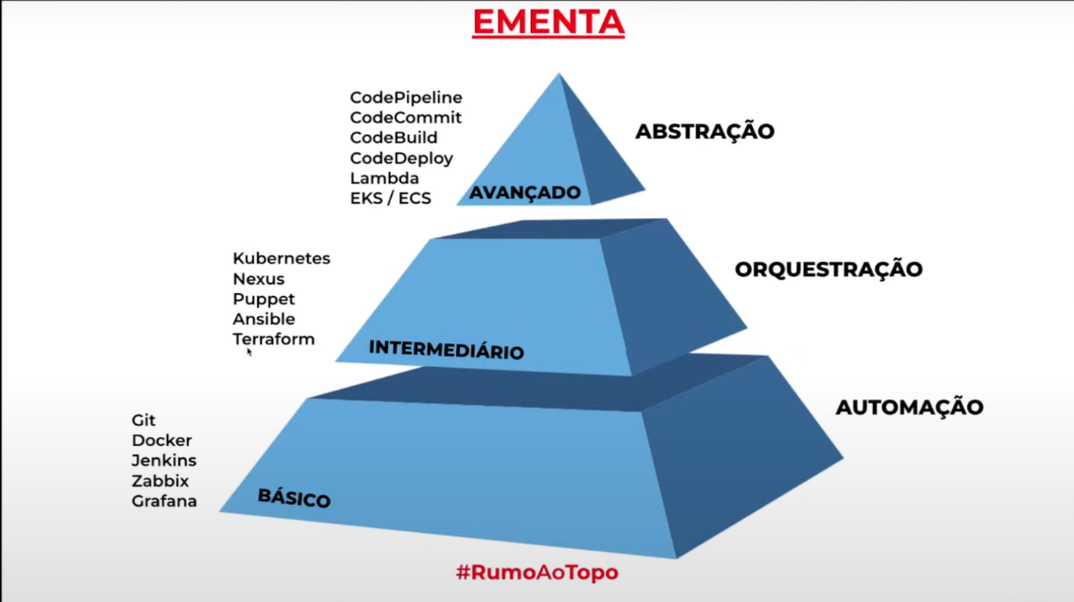 EMENTA
CodePipeline
CodeCommit
CodeBuild
CodeDeploy
Lambda
EKS / ECS
AVANÇADO
ABSTRAÇÃO
Kubernetes
Nexus
Puppet
Ansible
Terraform
INTERMEDIÁRIO
ORQUESTRAÇÃO
Git
Docker
Jenkins
Zabbix
Grafana
BÁSICO
AUTOMAÇÃO
#RumoAoTopo